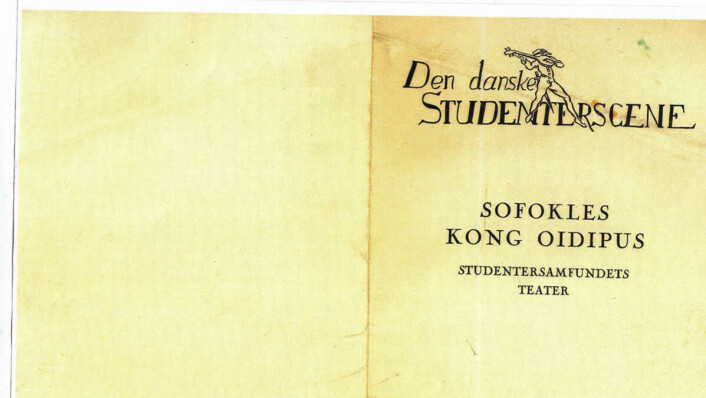 Den danske
STUDENTERSCENE
SOFOKLES
KONG OIDIPUS
STUDENTERSAMFUNDETS
TEATER